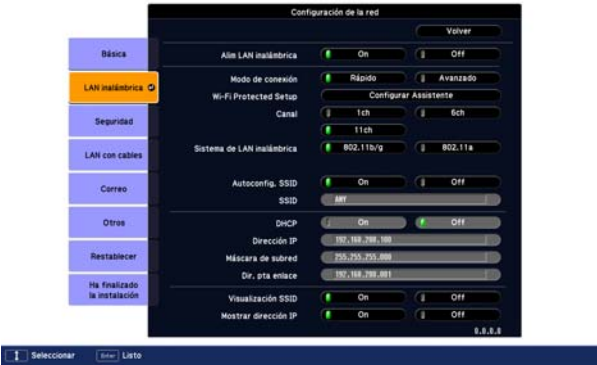 Configuración de la red
Volver
Básica
Alim LAN inalámbrica On Off
LAN inalámbrica
Modo de conexión Rápido Avanzado
Wi-Fi Protected Setup Configurar Asistente
Seguridad
Canal 1ch 6ch
11ch
LAN con cables
Sistema de LAN inalámbrica 802.11b/g 802.11a
Correo
Autoconfig. SSID On Off
SSID ANY
Otros
DHCP On Off
Dirección IP 192.168.200.100
Restablecer
Máscara de subred 255.255.255.000
Dir. pta enlace 192.168.200.001
Ha finalizado
la instalación
Visualización SSID On Off
Mostrar dirección IP On Off
0.0.0.0
Seleccionar Enter Listo